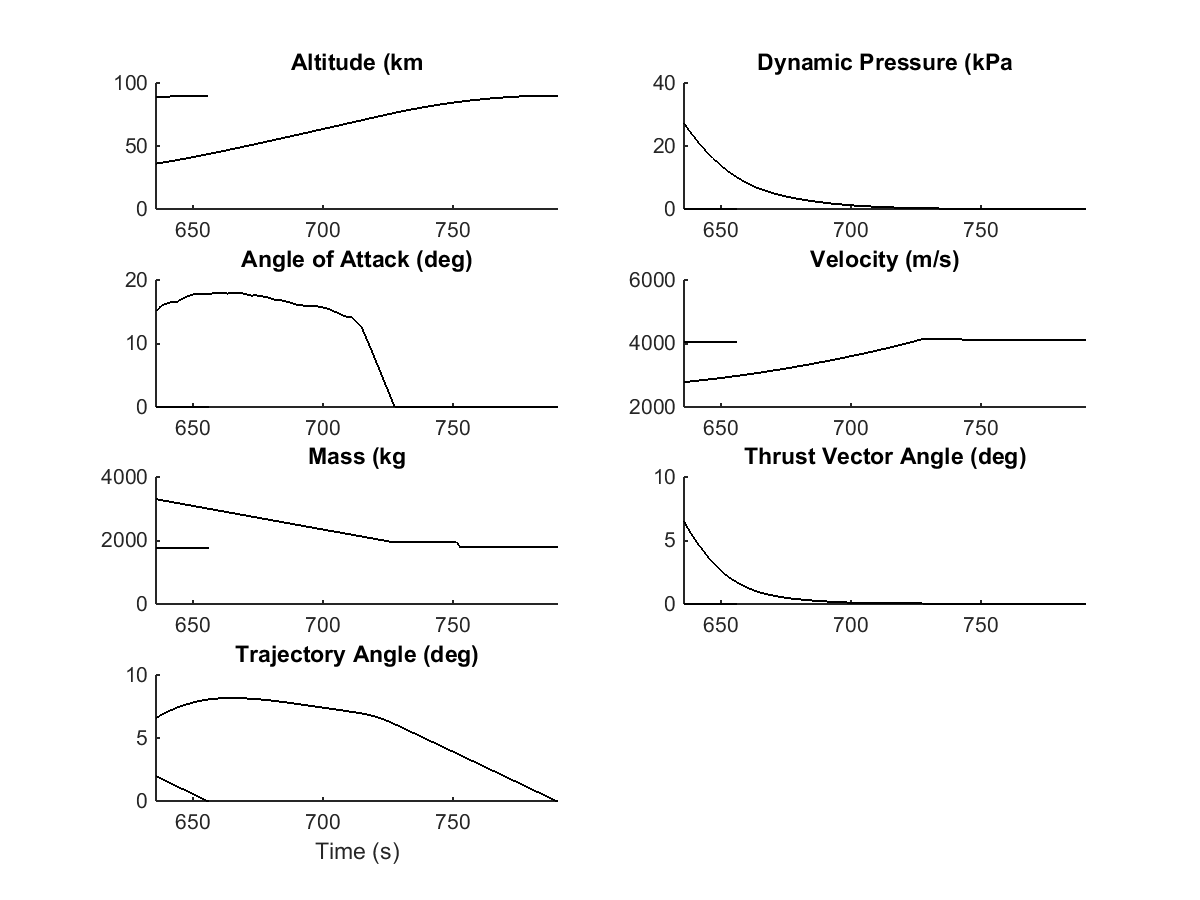 Altitude (km
100
50
0
650 700 750
Dynamic Pressure (kPa
40
20
0
650 700 750
Angle of Attack (deg)
20
10
0
650 700 750
Velocity (m/s)
6000
4000
2000
650 700 750
Mass (kg
4000
2000
0
650 700 750
Thrust Vector Angle (deg)
10
5
0
650 700 750
Trajectory Angle (deg)
10
5
0
650 700 750
Time (s)